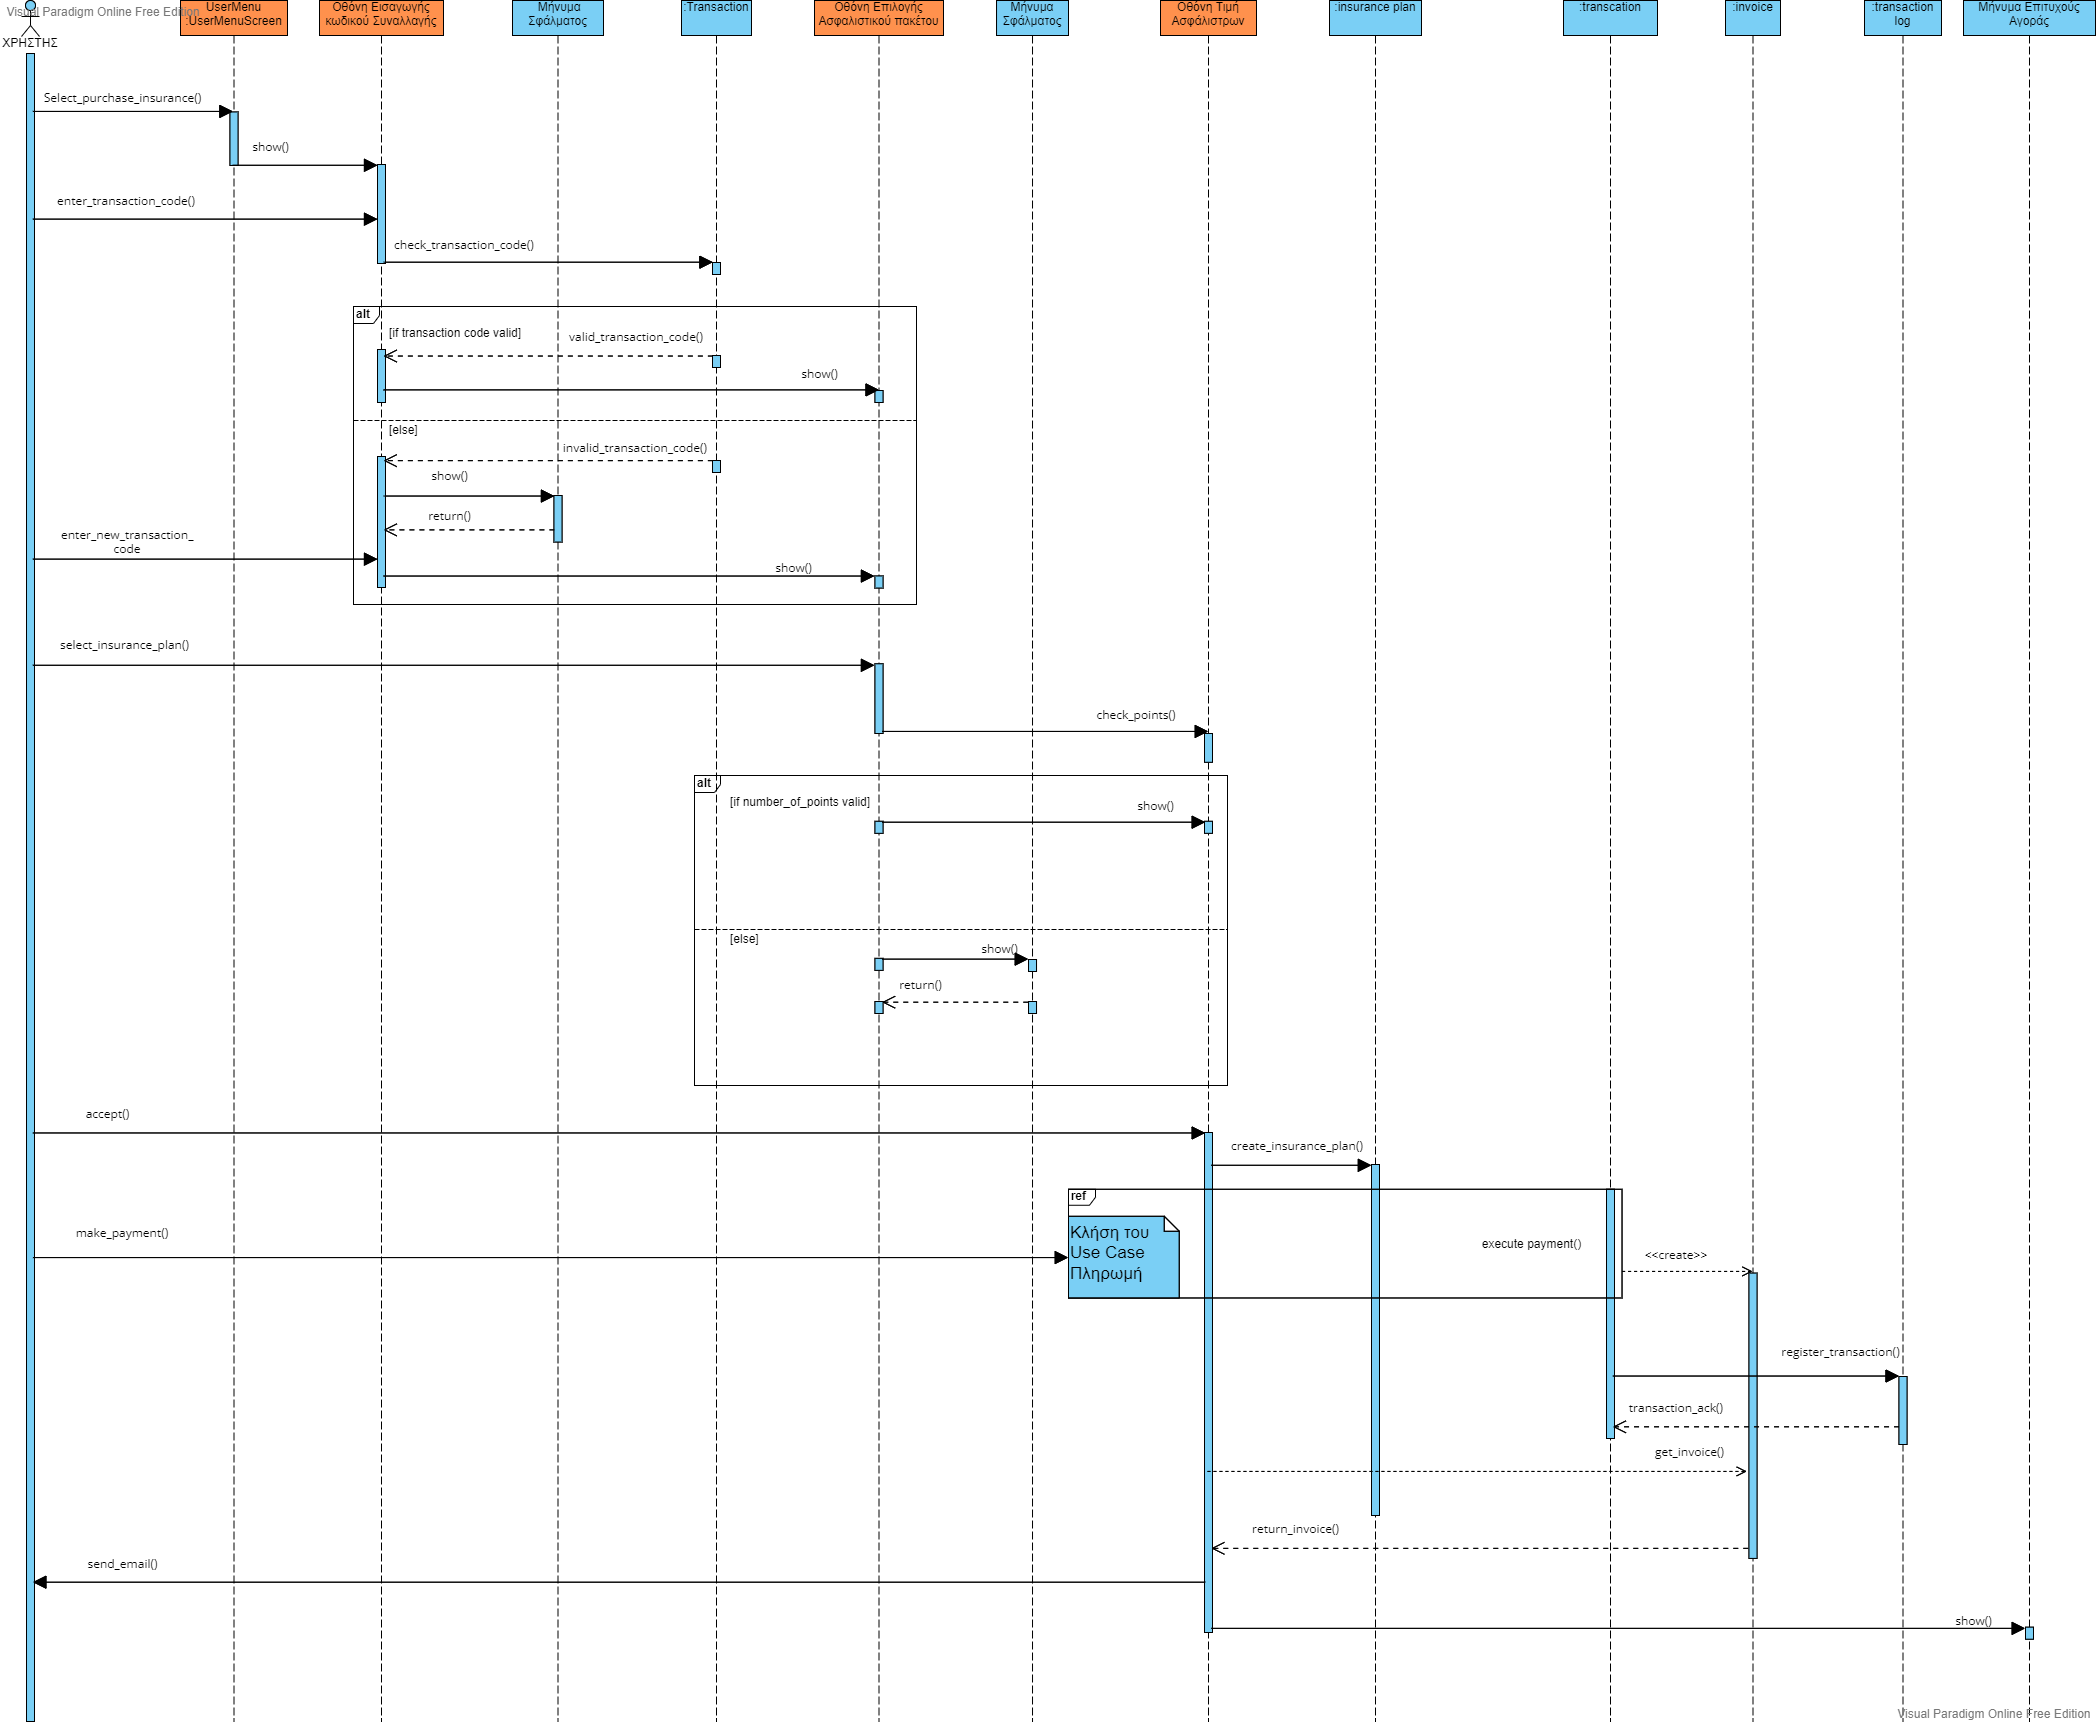 Visual Paradigm Online Free Edition
ΧΡΗΣΤΗΣ
UserMenu
:UserMenuScreen
Οθόνη Εισαγωγής
κωδικού Συναλλαγής
Μήνυμα
Σφάλματος
:Transaction
Οθόνη Επιλογής
Ασφαλιστικού πακέτου
Μήνυμα
Σφάλματος
Οθόνη Τιμή
Ασφάλιστρων
:insurance plan
:transcation
:invoice
:transaction
log
Μήνυμα Επιτυχούς
Αγοράς
Select_purchase_insurance()
show()
enter_transaction_code()
check_transaction_code()
alt
[if transaction code valid]
valid_transaction_code()
show()
[else]
invalid_transaction_code()
show()
return()
enter_new_transaction_
code
show()
select_insurance_plan()
check_points()
alt
[if number_of_points valid]
show()
[else]
show()
return()
accept()
create_insurance_plan()
ref
make_payment()
Κλήση του
Use Case
Πληρωμή
execute payment()
<<create>>
register_transaction()
transaction_ack()
get_invoice()
return_invoice()
send_email()
show()
Visual Paradigm Online Free Edition